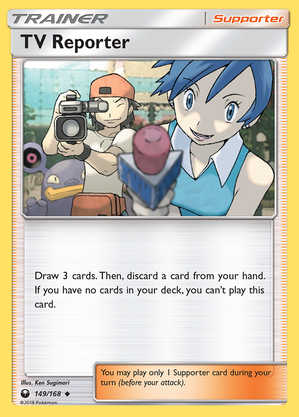 TRAINER Supporter
TV Reporter
Draw 3 cards. Then, discard a card from your hand.
If you have no cards in your deck, you can't play this
card.
Illus. Ken Sugimori
149/168
©2018 Pokémon
You may play only 1 Supporter card during your
turn (before your attack).